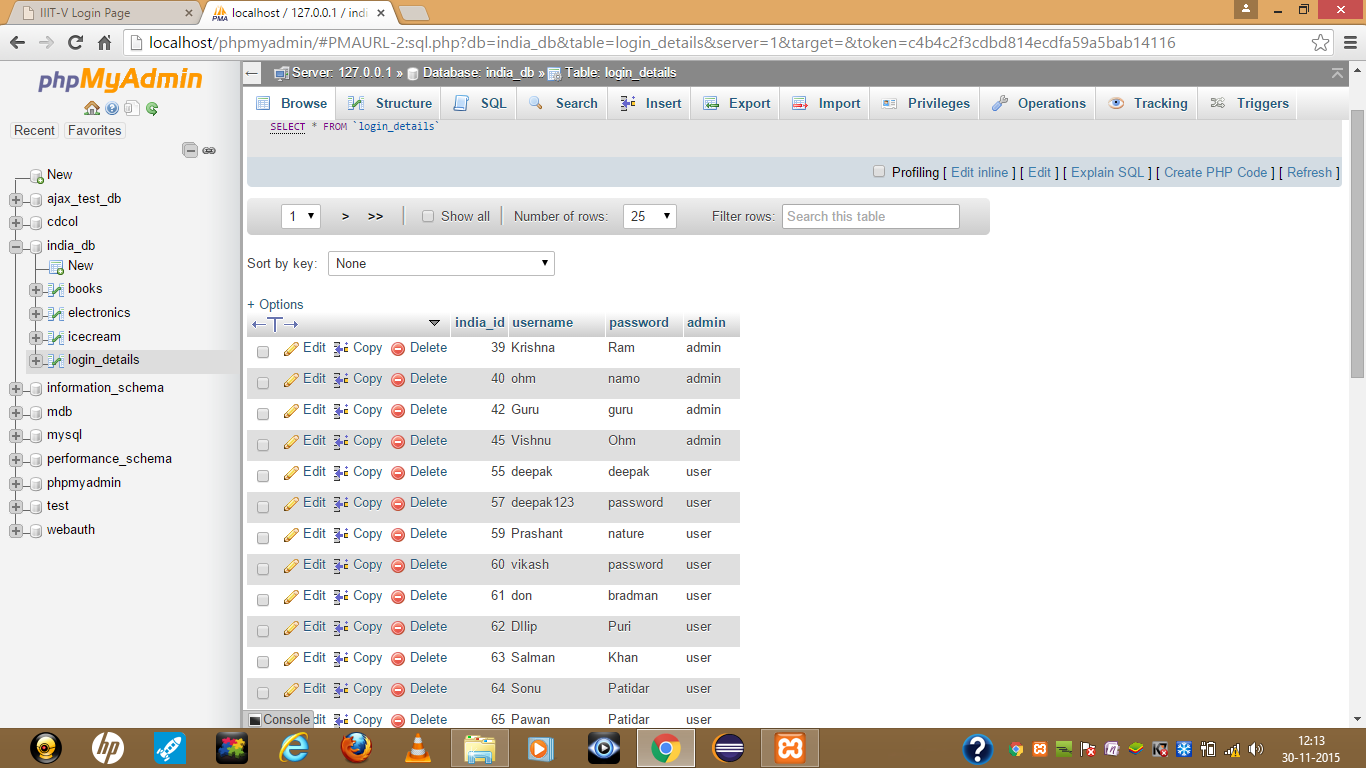 IIIT-V Login Page
localhost / 127.0.0.1 / indi
localhost/phpmyadmin/#PMAURL-2:sql.php?db=india_db&table=login_details&server=1&target=&token=c4b4c2f3cdbd814ecdfa59a5bab14116
phpMyAdmin
Recent Favorites
New
ajax_test_db
cdcol
india_db
New
books
electronics
icecream
login_details
information_schema
mdb
mysql
performance_schema
phpmyadmin
test
webauth
Server: 127.0.0.1 » Database: india_db » Table: login_details
Browse Structure SQL Search Insert Export Import Privileges Operations Tracking Triggers
SELECT * FROM `login_details`
Profiling [ Edit inline ] [ Edit ] [ Explain SQL ] [ Create PHP Code ] [ Refresh ]
1 > >> Show all Number of rows: 25 Filter rows: Search this table
Sort by key: None
+ Options
←T→ india_id username password admin
Edit Copy Delete 39 Krishna Ram admin
Edit Copy Delete 40 ohm namo admin
Edit Copy Delete 42 Guru guru admin
Edit Copy Delete 45 Vishnu Ohm admin
Edit Copy Delete 55 deepak deepak user
Edit Copy Delete 57 deepak123 password user
Edit Copy Delete 59 Prashant nature user
Edit Copy Delete 60 vikash password user
Edit Copy Delete 61 don bradman user
Edit Copy Delete 62 DIlip Puri user
Edit Copy Delete 63 Salman Khan user
Edit Copy Delete 64 Sonu Patidar user
Console dit Copy Delete 65 Pawan Patidar user
hp
12:13
30-11-2015